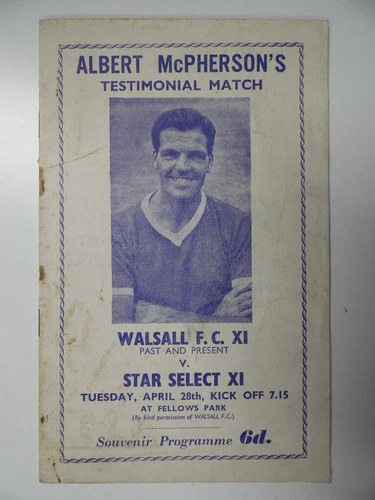 ALBERT McPHERSON'S
TESTIMONIAL MATCH
WALSALL F.C. XI
PAST AND PRESENT
V.
STAR SELECT XI
TUESDAY, APRIL 28th, KICK OFF 7.15
AT FELLOWS PARK
(By kind permission of WALSALL F.C.)
Souvenir Programme 6d.